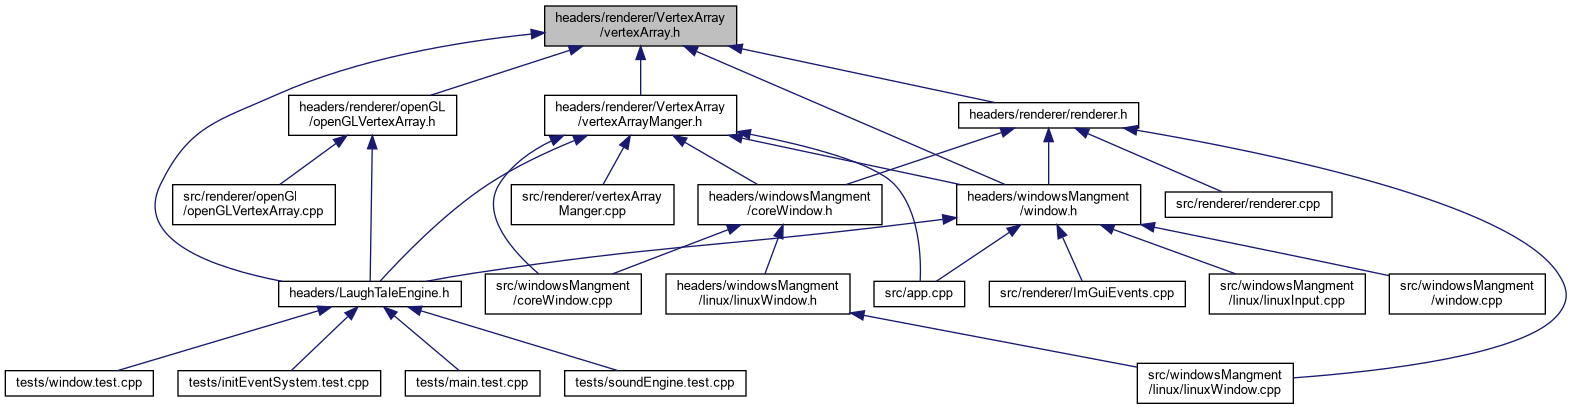 headers/renderer/VertexArray
/vertexArray.h
headers/renderer/openGL
/openGLVertexArray.h
headers/renderer/VertexArray
/vertexArrayManger.h
headers/renderer/renderer.h
src/renderer/openGl
/openGLVertexArray.cpp
src/renderer/vertexArray
Manger.cpp
headers/windowsMangment
/coreWindow.h
headers/windowsMangment
/window.h
src/renderer/renderer.cpp
headers/LaughTaleEngine.h
src/windowsMangment
/coreWindow.cpp
headers/windowsMangment
/linux/linuxWindow.h
src/app.cpp
src/renderer/ImGuiEvents.cpp
src/windowsMangment
/linux/linuxInput.cpp
src/windowsMangment
/window.cpp
tests/window.test.cpp
tests/initEventSystem.test.cpp
tests/main.test.cpp
tests/soundEngine.test.cpp
src/windowsMangment
/linux/linuxWindow.cpp